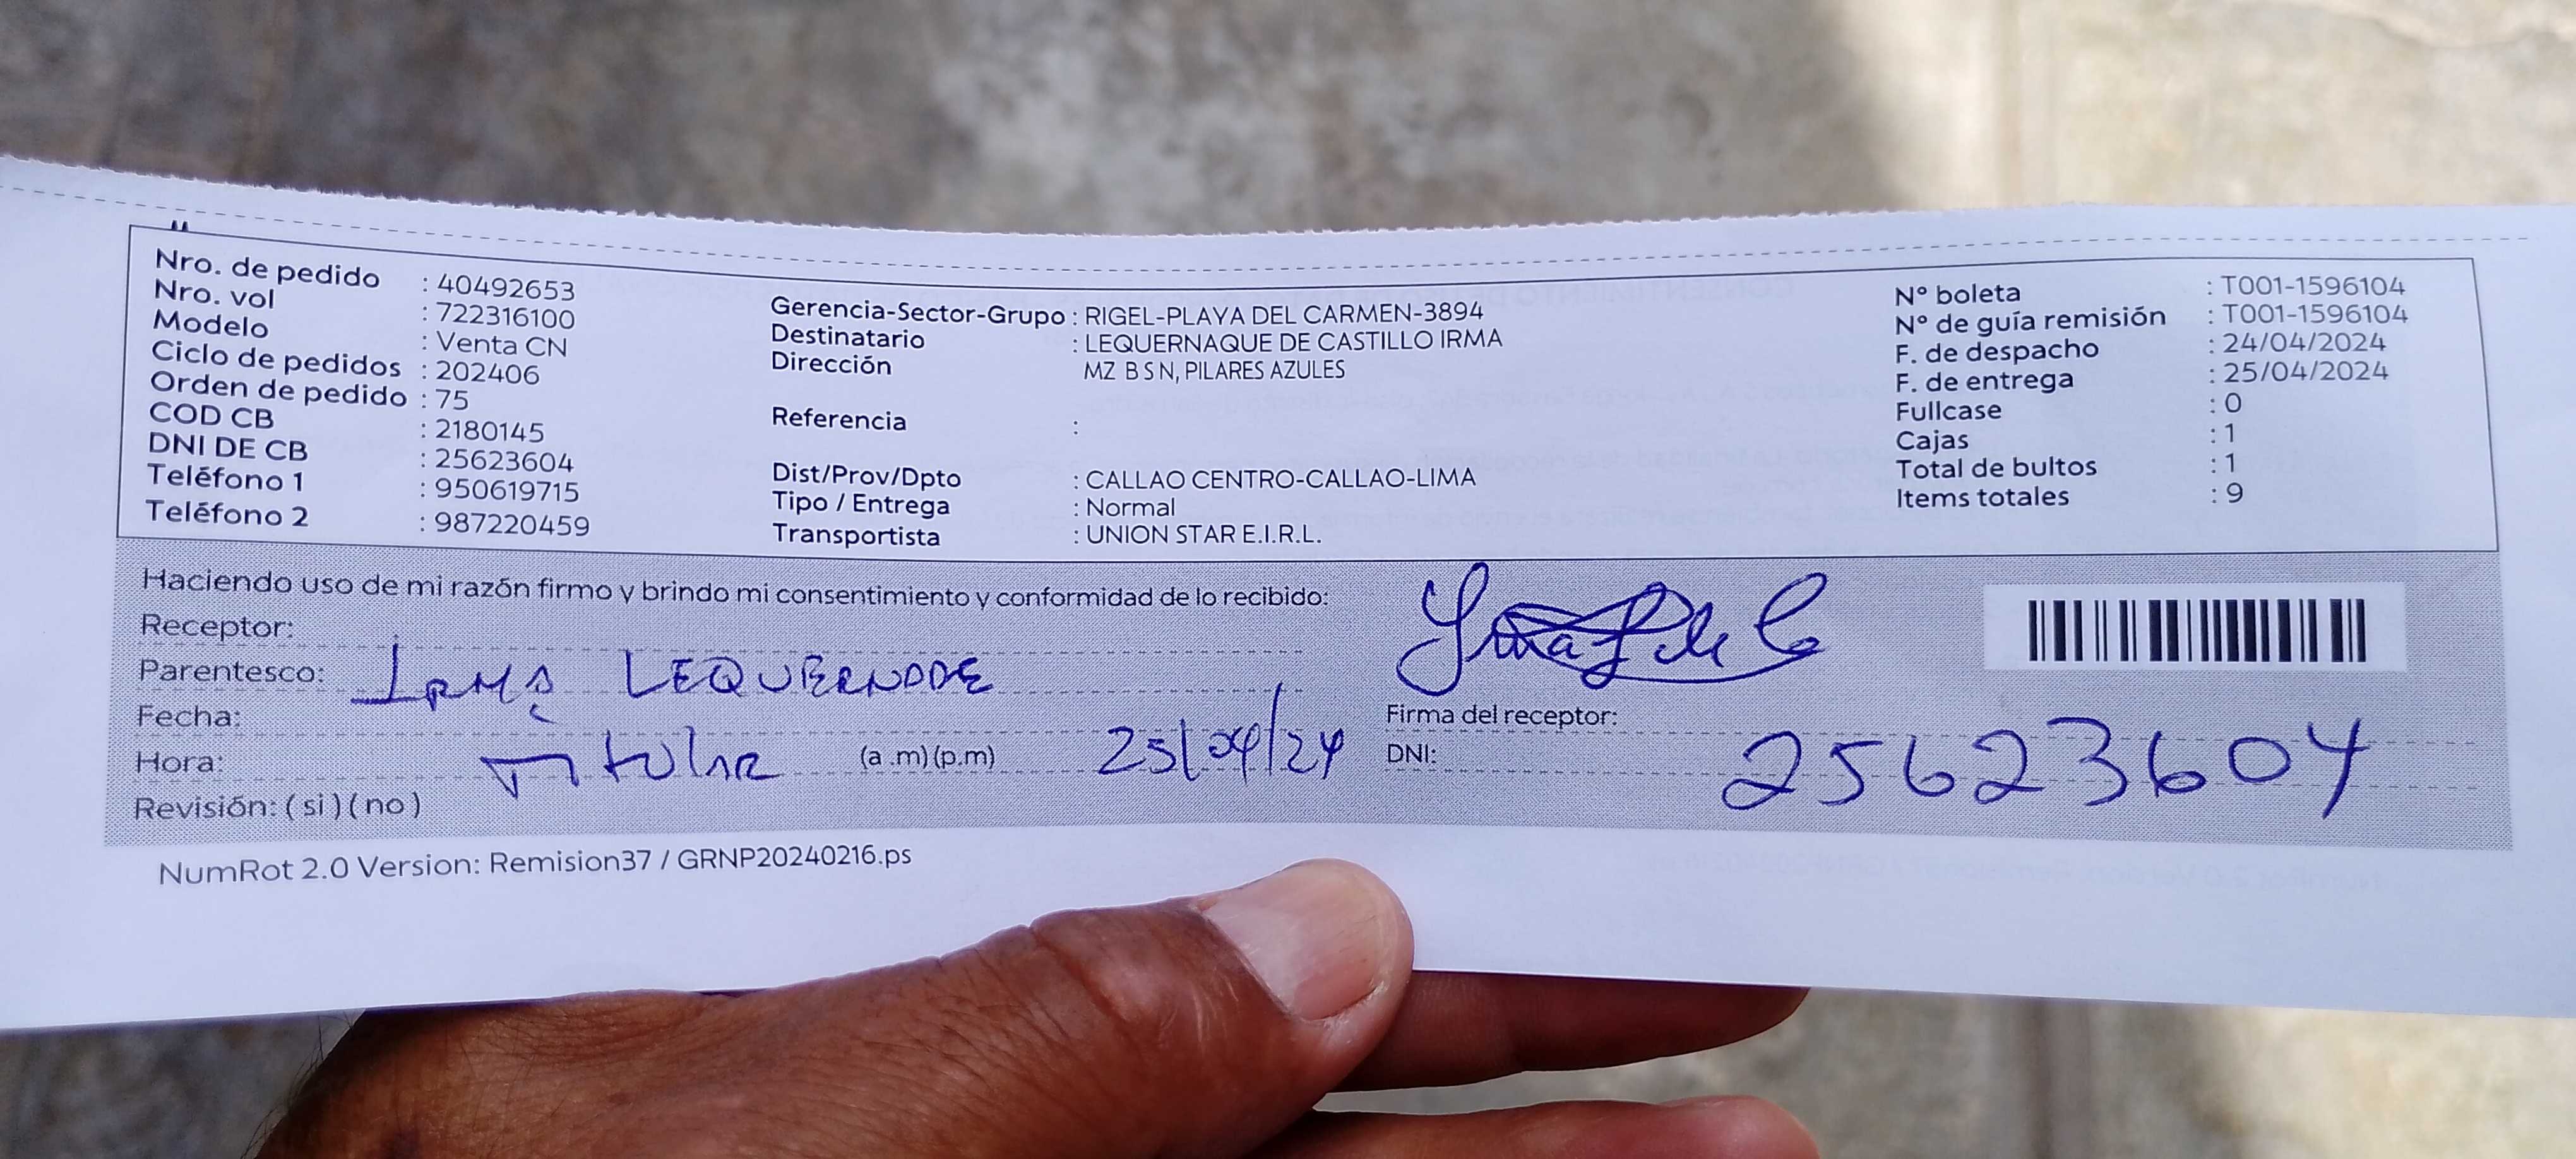 Nro. de pedido : 40492653
Nro. vol : 722316100
Modelo : Venta CN
Ciclo de pedidos : 202406
Orden de pedido : 75
COD CB : 2180145
DNI DE CB : 25623604
Teléfono 1 : 950619715
Teléfono 2 : 987220459
Gerencia-Sector-Grupo : RIGEL-PLAYA DEL CARMEN-3894
Destinatario : LEQUERNAQUE DE CASTILLO IRMA
Dirección MZ B S N, PILARES AZULES
Referencia :
Dist/Prov/Dpto : CALLAO CENTRO-CALLAO-LIMA
Tipo / Entrega : Normal
Transportista : UNION STAR E.I.R.L.
N° boleta : T001-1596104
N° de guía remisión : T001-1596104
F. de despacho : 24/04/2024
F. de entrega : 25/04/2024
Fullcase : 0
Cajas : 1
Total de bultos : 1
Items totales : 9
Haciendo uso de mi razón firmo y brindo mi consentimiento y conformidad de lo recibido:
Receptor:
Parentesco: IRMA
Fecha:
Hora: Titular (a .m)(p.m) 25/04/24
Revisión: ( si ) ( no )
Firma del receptor:
DNI: 25623604
NumRot 2.0 Version: Remision37 / GRNP20240216.ps